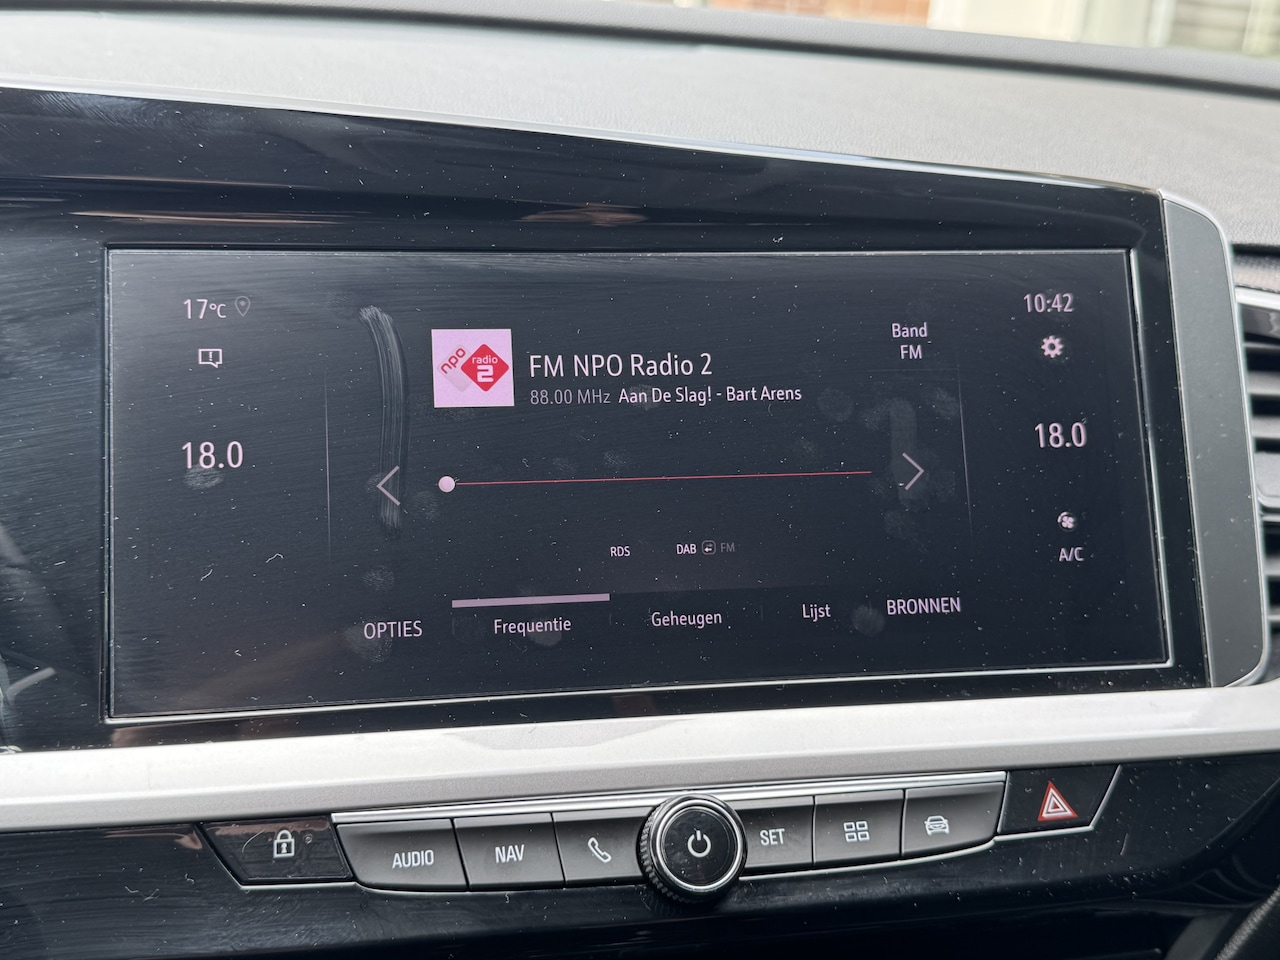 17°C
10:42
Band
FM
npo
radio
2
FM NPO Radio 2
88.00 MHz Aan De Slag! - Bart Arens
18.0
18.0
RDS
DAB FM
A/C
OPTIES
Frequentie
Geheugen
Lijst
BRONNEN
AUDIO
NAV
SET